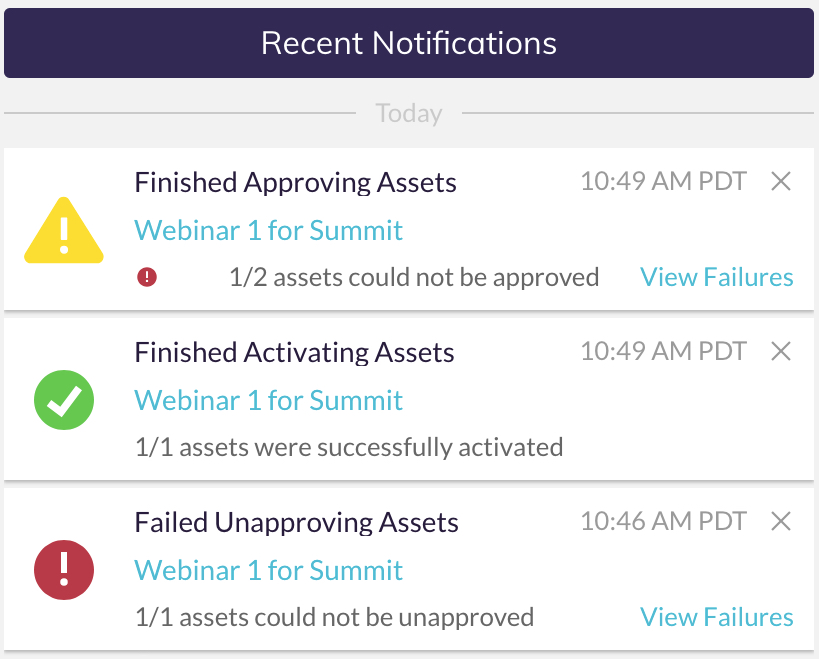 Recent Notifications
Today
Finished Approving Assets 10:49 AM PDT
Webinar 1 for Summit
1/2 assets could not be approved View Failures
Finished Activating Assets 10:49 AM PDT
Webinar 1 for Summit
1/1 assets were successfully activated
Failed Unapproving Assets 10:46 AM PDT
Webinar 1 for Summit
1/1 assets could not be unapproved View Failures